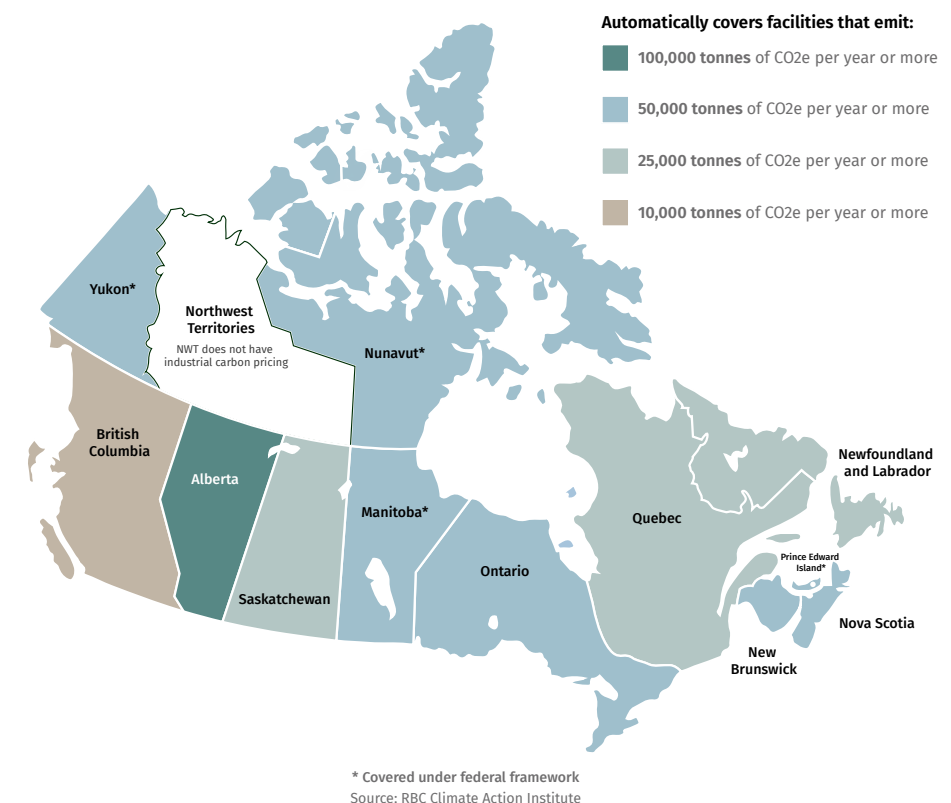 Automatically covers facilities that emit:
100,000 tonnes of CO2e per year or more
50,000 tonnes of CO2e per year or more
25,000 tonnes of CO2e per year or more
10,000 tonnes of CO2e per year or more
Yukon*
Northwest
Territories
NWT does not have
industrial carbon pricing
Nunavut*
British
Columbia
Alberta
Saskatchewan
Manitoba*
Ontario
Quebec
Newfoundland
and Labrador
Prince Edward
Island*
Nova Scotia
New
Brunswick
* Covered under federal framework
Source: RBC Climate Action Institute